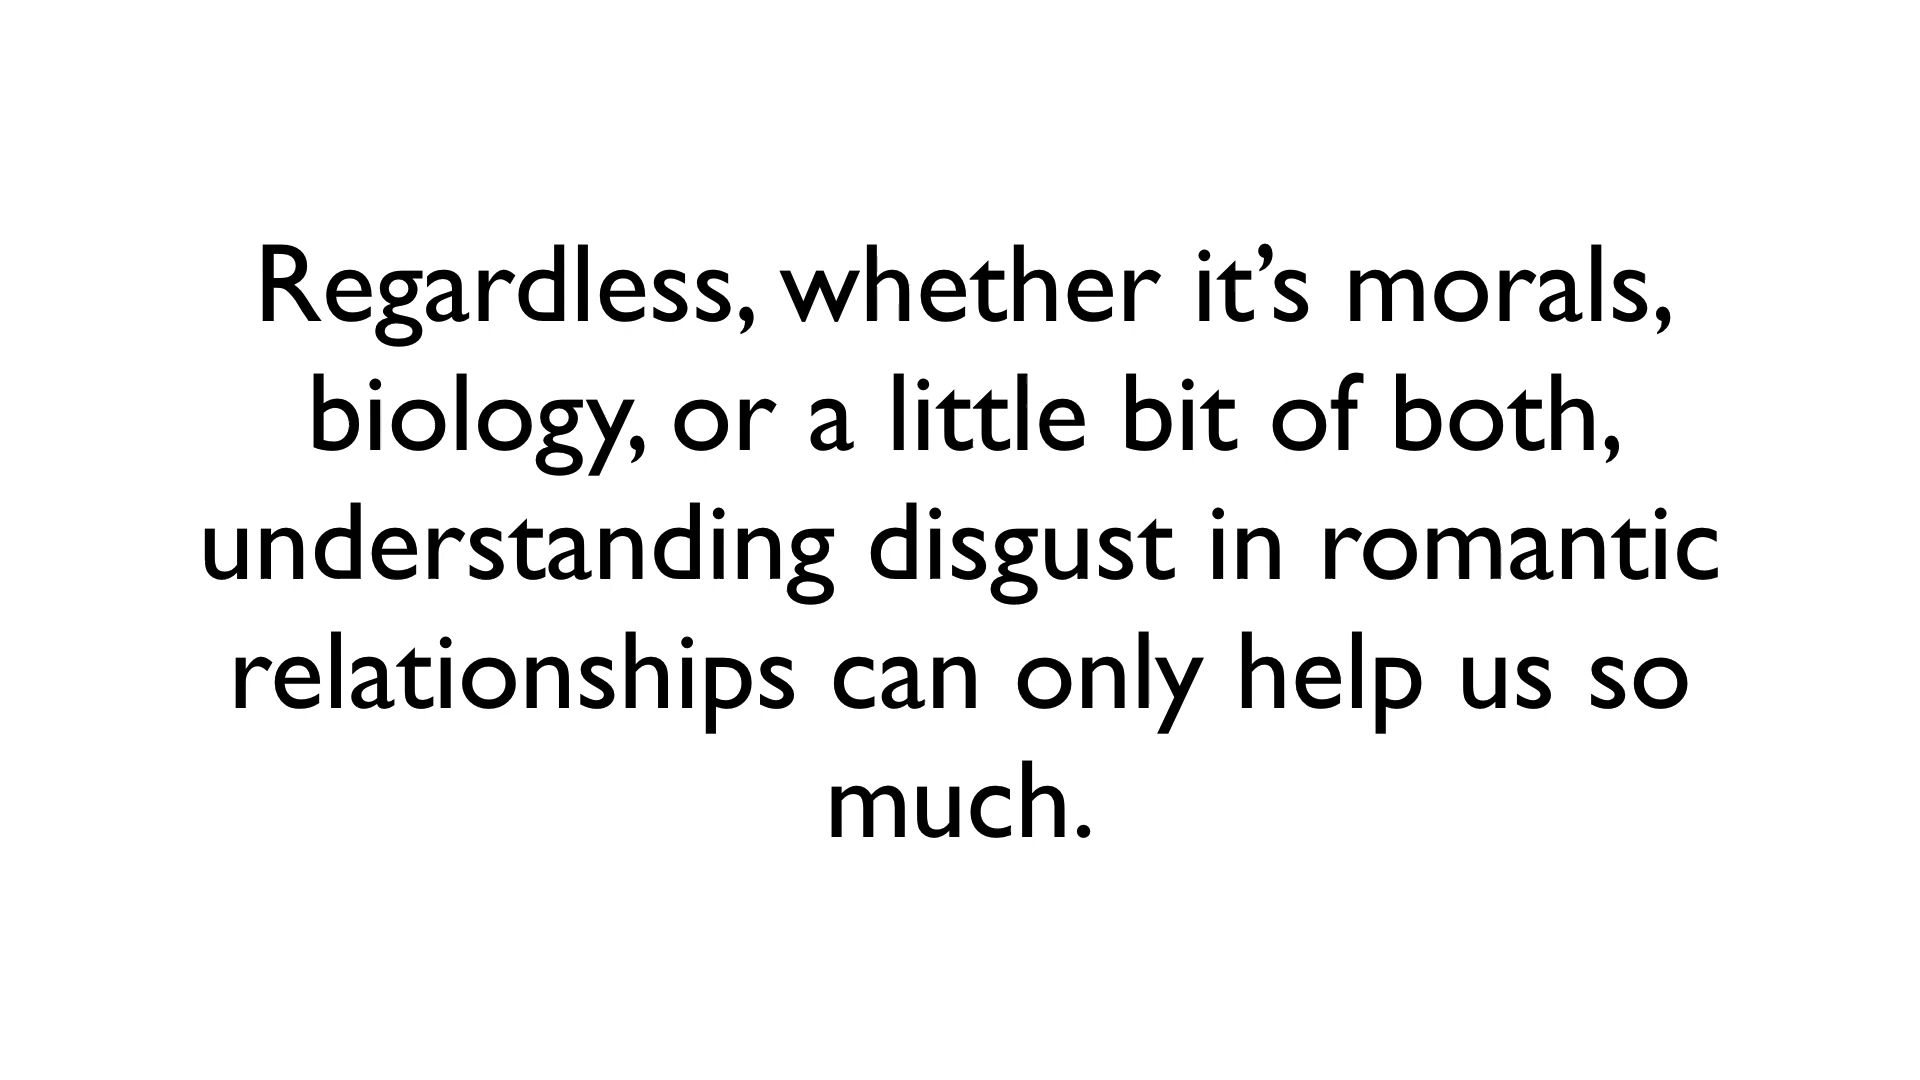 Regardless, whether it’s morals,
biology, or a little bit of both,
understanding disgust in romantic
relationships can only help us so
much.